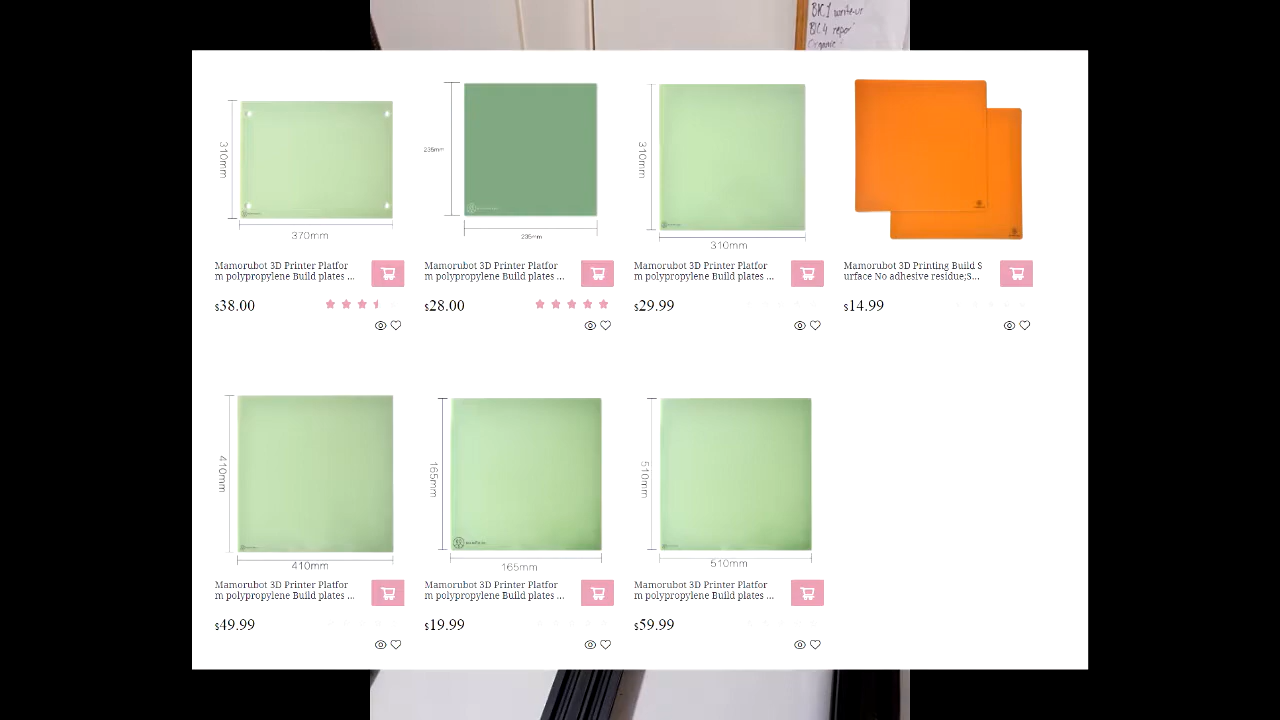 BIC 1 write-up
BIC 4 repor
Organic
310mm
370mm
235mm
235mm
310mm
310mm
Mamorubot 3D Printer Platfor
m polypropylene Build plates ...
$38.00
Mamorubot 3D Printer Platfor
m polypropylene Build plates ...
$28.00
Mamorubot 3D Printer Platfor
m polypropylene Build plates ...
$29.99
Mamorubot 3D Printing Build S
urface No adhesive residue;S...
$14.99
410mm
410mm
165mm
165mm
510mm
510mm
Mamorubot 3D Printer Platfor
m polypropylene Build plates ...
$49.99
Mamorubot 3D Printer Platfor
m polypropylene Build plates ...
$19.99
Mamorubot 3D Printer Platfor
m polypropylene Build plates ...
$59.99